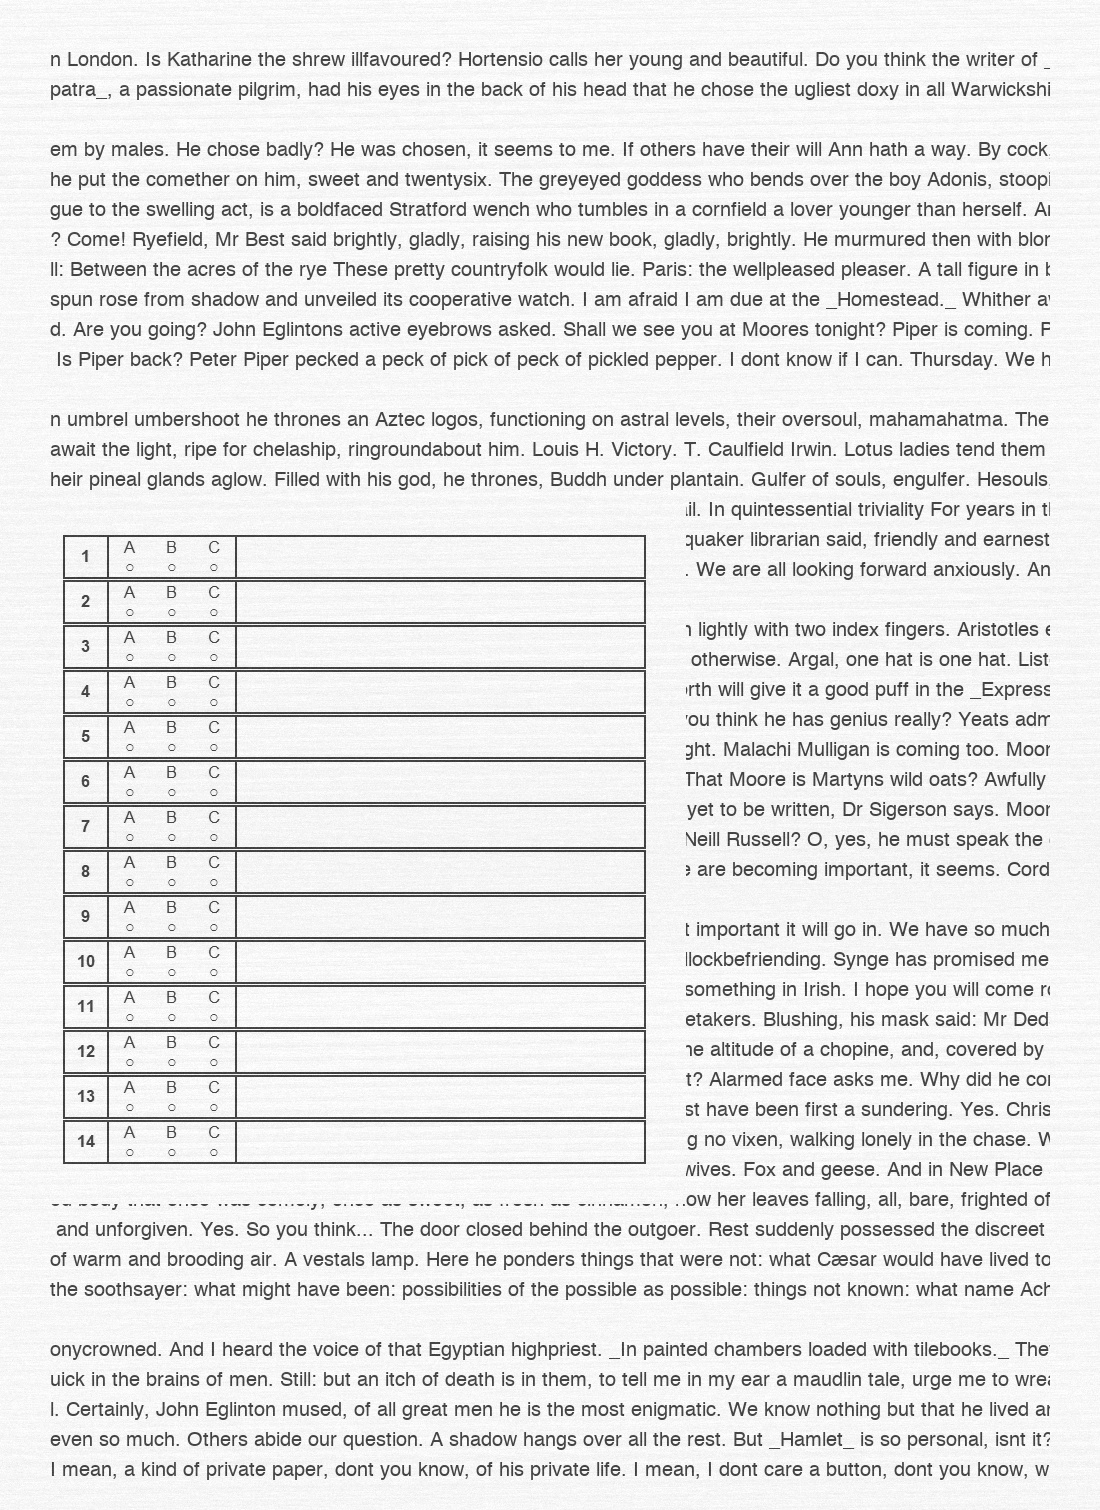 n London. Is Katharine the shrew illfavoured? Hortensio calls her young and beautiful. Do you think the writer of _
patra_, a passionate pilgrim, had his eyes in the back of his head that he chose the ugliest doxy in all Warwickshi
em by males. He chose badly? He was chosen, it seems to me. If others have their will Ann hath a way. By cock.
he put the comether on him, sweet and twentysix. The greyeyed goddess who bends over the boy Adonis, stoopi
gue to the swelling act, is a boldfaced Stratford wench who tumbles in a cornfield a lover younger than herself.
? Come! Ryefield, Mr Best said brightly, gladly, raising his new book, gladly, brightly. He murmured then with
ll: Between the acres of the rye These pretty countryfolk would lie. Paris: the wellpleased pleaser. A tall figure in
spun rose from shadow and unveiled its cooperative watch. I am afraid I am due at the _Homestead._ Whither
d. Are you going? John Eglintons active eyebrows asked. Shall we see you at Moores tonight? Piper is coming.
Is Piper back? Peter Piper pecked a peck of pick of peck of pickled pepper. I dont know if I can. Thursday. We
n umbrel umbershoot he thrones an Aztec logos, functioning on astral levels, their oversoul, mahamahatma. The
await the light, ripe for chelaship, ringroundabout him. Louis H. Victory. T. Caulfield Irwin. Lotus ladies tend them
heir pineal glands aglow. Filled with his god, he thrones, Buddh under plantain. Gulfer of souls, engulfer. Hesouls,
il. In quintessential triviality For years in
quaker librarian said, friendly and earnest
. We are all looking forward anxiously. An
lightly with two index fingers. Aristotles
otherwise. Argal, one hat is one hat. List
rth will give it a good puff in the _Express
you think he has genius really? Yeats adm
ght. Malachi Mulligan is coming too. Moor
That Moore is Martyns wild oats? Awfully
yet to be written, Dr Sigerson says. Moor
Neill Russell? O, yes, he must speak the
are becoming important, it seems. Cord
t important it will go in. We have so much
llockbefriending. Synge has promised me
something in Irish. I hope you will come
etakers. Blushing, his mask said: Mr Ded
he altitude of a chopine, and, covered by
t? Alarmed face asks me. Why did he
st have been first a sundering. Yes. Chris
g no vixen, walking lonely in the chase.
wives. Fox and geese. And in New Place
1 A B C
2 A B C
3 A B C
4 A B C
5 A B C
6 A B C
7 A B C
8 A B C
9 A B C
10 A B C
11 A B C
12 A B C
13 A B C
14 A B C
ed body that once was comely, once as sweet, as fresh as cinnamon, now her leaves falling, all, bare, frighted of
and unforgiven. Yes. So you think... The door closed behind the outgoer. Rest suddenly possessed the discreet
of warm and brooding air. A vestals lamp. Here he ponders things that were not: what Cæsar would have lived to
the soothsayer: what might have been: possibilities of the possible as possible: things not known: what name Ach
onycrowned. And I heard the voice of that Egyptian highpriest. _In painted chambers loaded with tilebooks._ They
uick in the brains of men. Still: but an itch of death is in them, to tell me in my ear a maudlin tale, urge me to wrea
l. Certainly, John Eglinton mused, of all great men he is the most enigmatic. We know nothing but that he lived
even so much. Others abide our question. A shadow hangs over all the rest. But _Hamlet_ is so personal, isnt it?
I mean, a kind of private paper, dont you know, of his private life. I mean, I dont care a button, dont you know, w